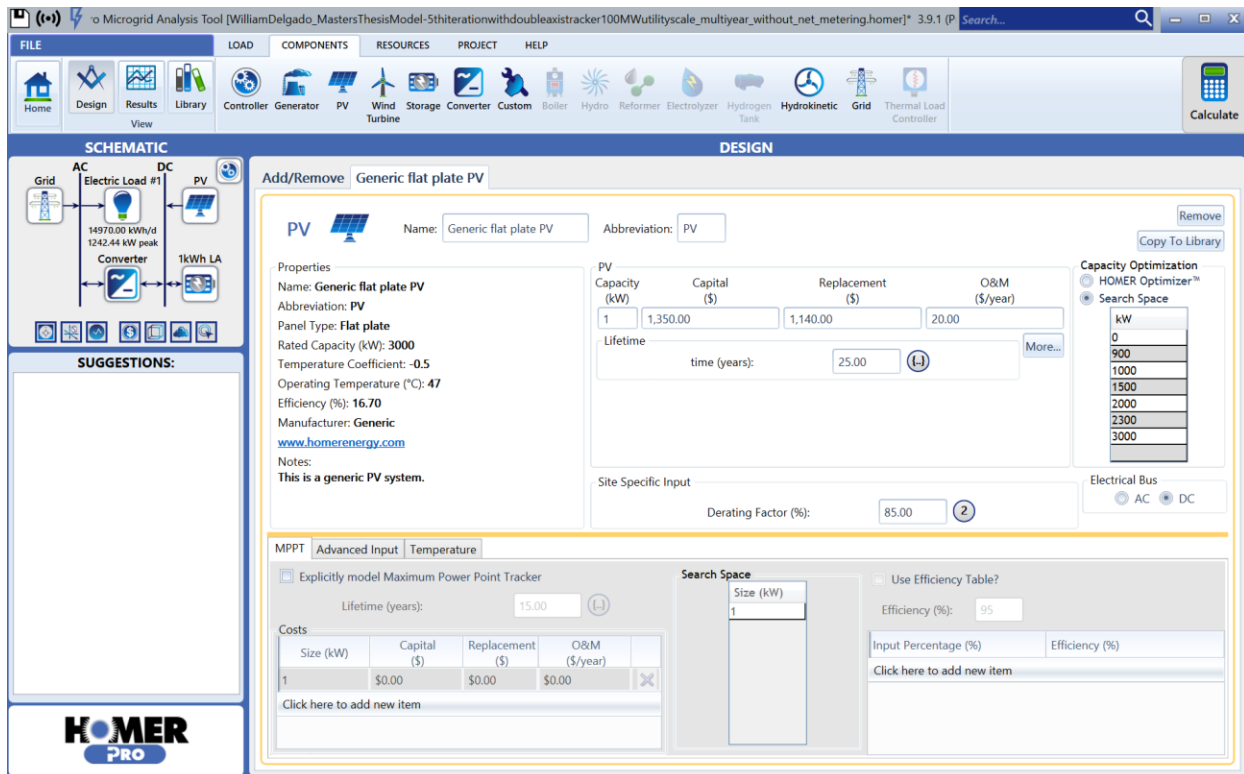 ro Microgrid Analysis Tool [WilliamDelgado_MastersThesisModel-5thiterationwithdoubleaxistracker100MWutilityscale_multiyear_without_net_metering.homer]* 3.9.1 (P
Search...
FILE
LOAD COMPONENTS RESOURCES PROJECT HELP
Home
Design Results Library
View
Controller Generator PV Wind Turbine Storage Converter Custom Boiler Hydro Reformer Electrolyzer Hydrogen Tank Hydrokinetic Grid Thermal Load Controller
Calculate
SCHEMATIC
AC DC
Grid Electric Load #1 PV
14970.00 kWh/d
1242.44 kW peak
Converter 1kWh LA
SUGGESTIONS:
HOMER
PRO
DESIGN
Add/Remove Generic flat plate PV
PV Name: Generic flat plate PV Abbreviation: PV
Remove
Copy To Library
Properties
Name: Generic flat plate PV
Abbreviation: PV
Panel Type: Flat plate
Rated Capacity (kW): 3000
Temperature Coefficient: -0.5
Operating Temperature (°C): 47
Efficiency (%): 16.70
Manufacturer: Generic
www.homerenergy.com
Notes:
This is a generic PV system.
PV
Capacity (kW) Capital ($) Replacement ($) O&M ($/year)
1 1,350.00 1,140.00 20.00
Lifetime
time (years): 25.00 {..}
More...
Site Specific Input
Derating Factor (%): 85.00 2
Capacity Optimization
HOMER Optimizer™
Search Space
kW
0
900
1000
1500
2000
2300
3000
Electrical Bus
AC DC
MPPT Advanced Input Temperature
Explicitly model Maximum Power Point Tracker
Lifetime (years): 15.00 {..}
Costs
Size (kW) Capital ($) Replacement ($) O&M ($/year)
1 $0.00 $0.00 $0.00
Click here to add new item
Search Space
Size (kW)
1
Use Efficiency Table?
Efficiency (%): 95
Input Percentage (%) Efficiency (%)
Click here to add new item